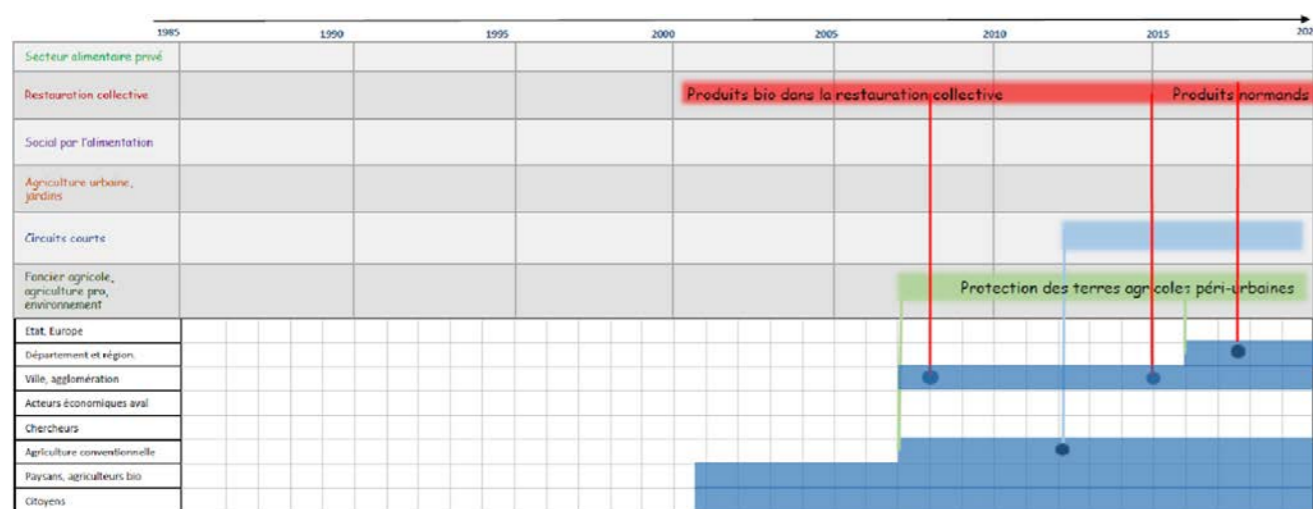 1985 1990 1995 2000 2005 2010 2015 202
Secteur alimentaire privé
Restauration collective
Produits bio dans la restauration collective Produits normands
Social par l'alimentation
Agriculture urbaine,
jardins
Circuits courts
Foncier agricole,
agriculture pro,
environnement
Protection des terres agricoles péri-urbaines
Etat, Europe
Département et région.
Ville, agglomération
Acteurs économiques aval
Chercheurs
Agriculture conventionnelle
Paysans, agriculteurs bio
Citoyens